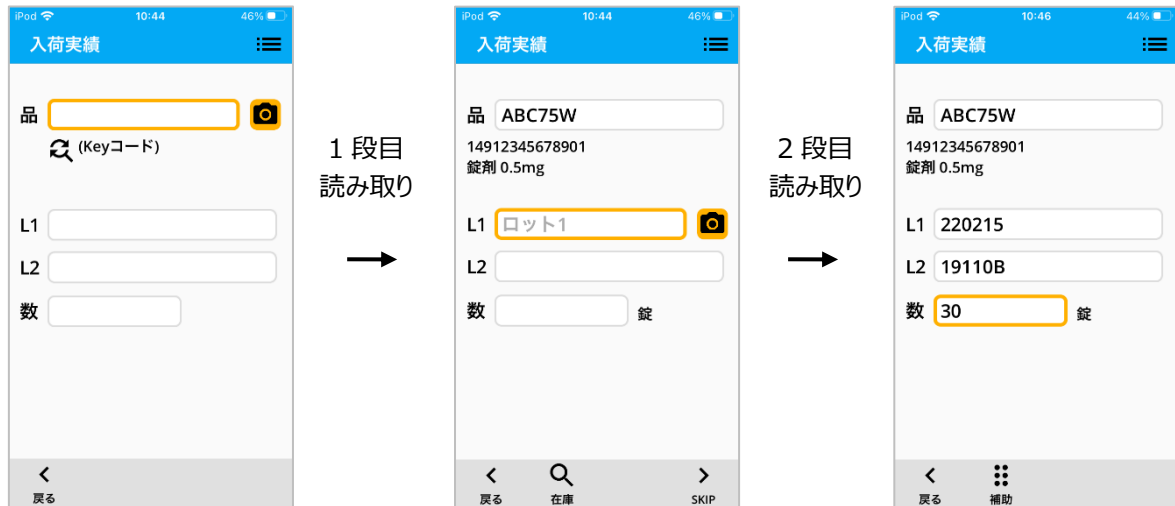 iPod 10:44 46%
入荷実績
品
(Keyコード)
L1
L2
数
戻る
1段目
読み取り
iPod 10:44 46%
入荷実績
品 ABC75W
14912345678901
錠剤 0.5mg
L1 ロット1
L2
数 錠
戻る 在庫 SKIP
2段目
読み取り
iPod 10:46 44%
入荷実績
品 ABC75W
14912345678901
錠剤 0.5mg
L1 220215
L2 19110B
数 30 錠
戻る 補助